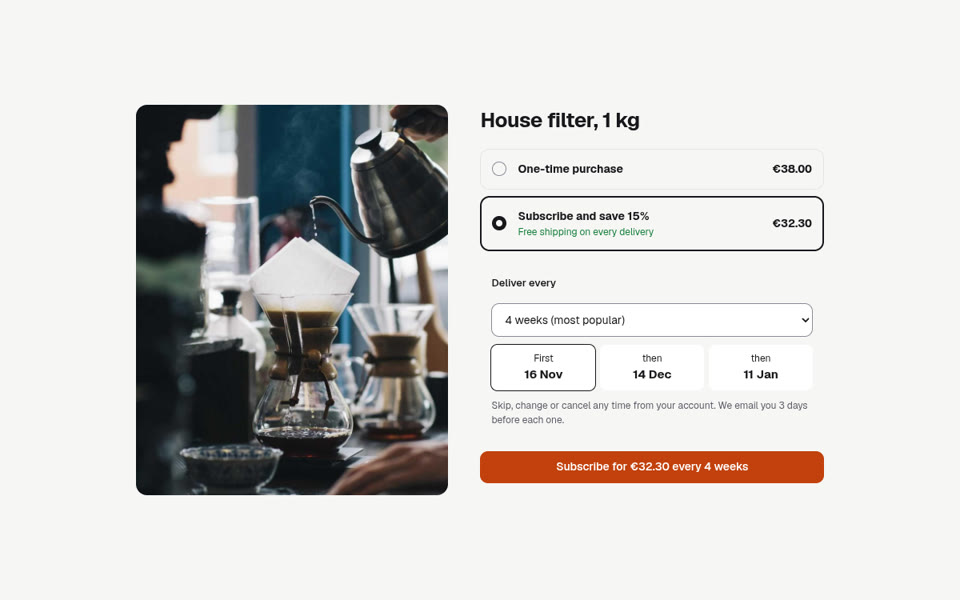 House filter, 1 kg
One-time purchase
€38.00
Subscribe and save 15%
Free shipping on every delivery
€32.30
Deliver every
4 weeks (most popular)
First
16 Nov
then
14 Dec
then
11 Jan
Skip, change or cancel any time from your account. We email you 3 days
before each one.
Subscribe for €32.30 every 4 weeks